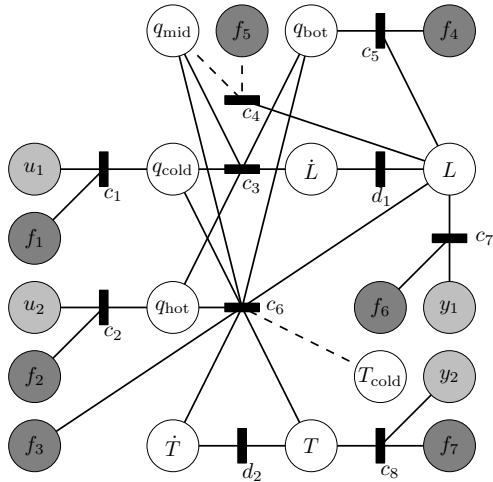 q_mid f_5 q_bot f_4
c_5
c_4
u_1 q_cold L̇ L
c_1 c_3 d_1
f_1 c_7
u_2 q_hot c_6 f_6 y_1
c_2
f_2 T_cold y_2
f_3 Ṫ T f_7
d_2 c_8